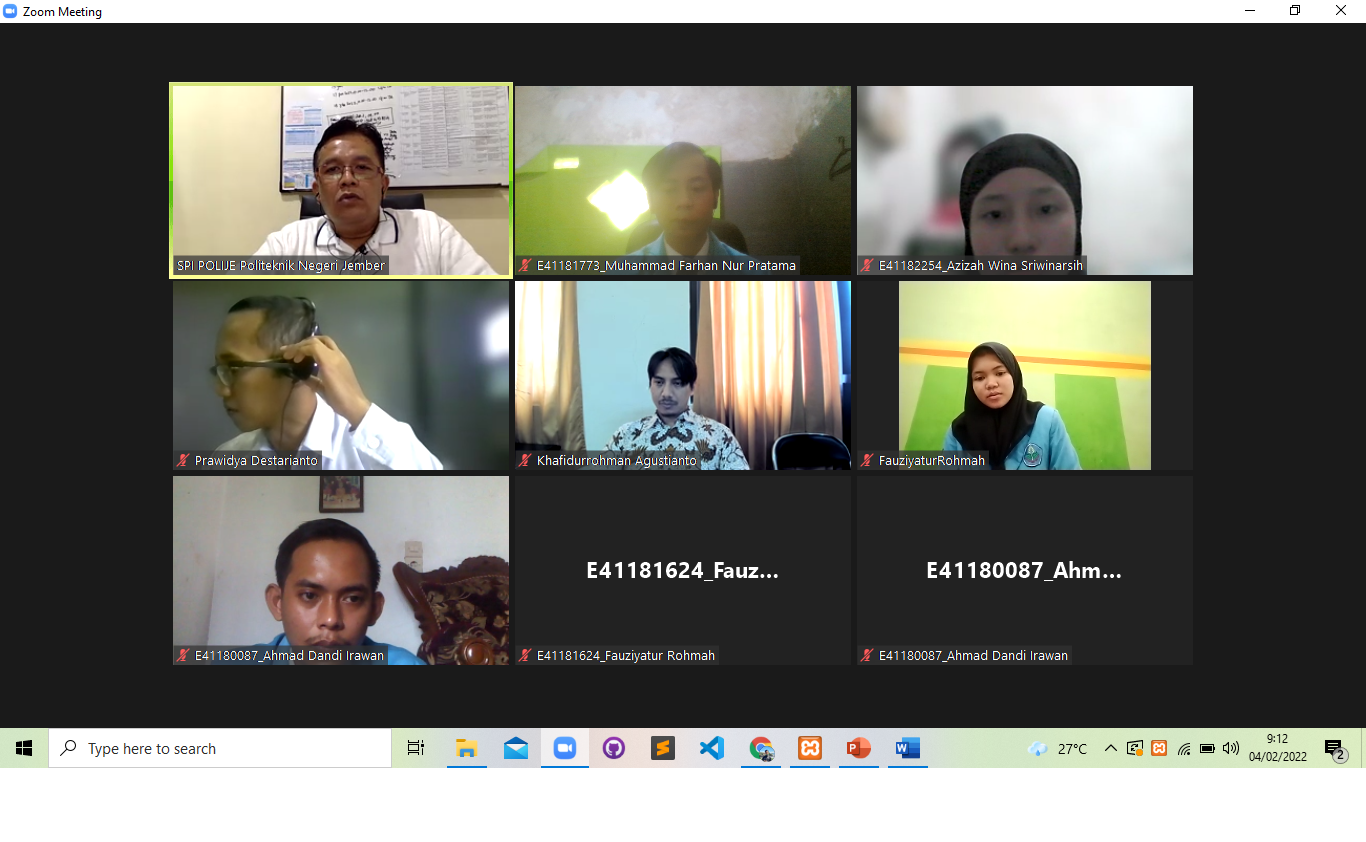 Zoom Meeting
SPI POLIJE Politeknik Negeri Jember
E41181773_Muhammad Farhan Nur Pratama
E41182254_Azizah Wina Sriwinarsih
Prawidya Destarianto
Khafidurrohman Agustianto
FauziyaturRohmah
E41180087_Ahmad Dandi Irawan
E41181624_Fauz...
E41181624_Fauziyatur Rohmah
E41180087_Ahm...
E41180087_Ahmad Dandi Irawan
Type here to search
27°C
9:12
04/02/2022
2